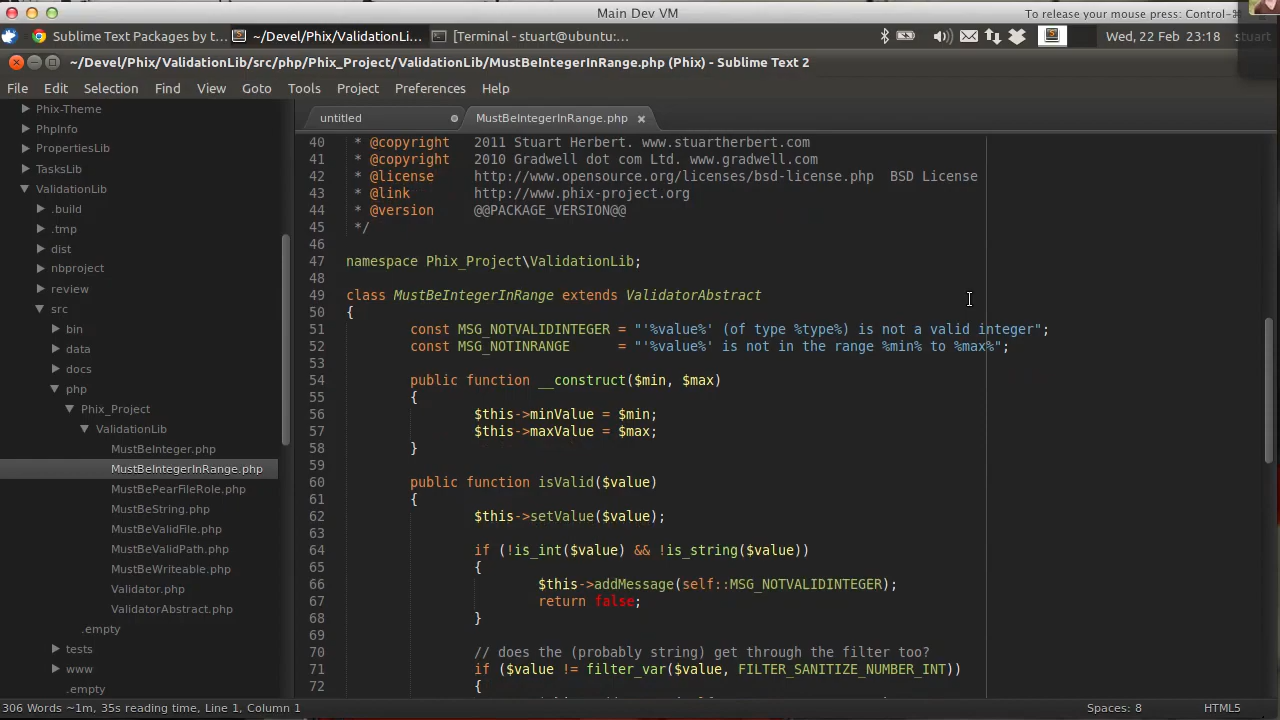 Main Dev VM
To release your mouse press: Control-⌘
Sublime Text Packages by t...
~/Devel/Phix/ValidationLi...
[Terminal - stuart@ubuntu:...
Wed, 22 Feb 23:18
stuart
~/Devel/Phix/ValidationLib/src/php/Phix_Project/ValidationLib/MustBeIntegerInRange.php (Phix) - Sublime Text 2
File Edit Selection Find View Goto Tools Project Preferences Help
Phix-Theme
PhpInfo
PropertiesLib
TasksLib
ValidationLib
.build
.tmp
dist
nbproject
review
src
bin
data
docs
php
Phix_Project
ValidationLib
MustBeInteger.php
MustBeIntegerInRange.php
MustBePearFileRole.php
MustBeString.php
MustBeValidFile.php
MustBeValidPath.php
MustBeWriteable.php
Validator.php
ValidatorAbstract.php
.empty
tests
www
.empty
untitled
MustBeIntegerInRange.php
40 * @copyright 2011 Stuart Herbert. www.stuartherbert.com
41 * @copyright 2010 Gradwell dot com Ltd. www.gradwell.com
42 * @license http://www.opensource.org/licenses/bsd-license.php BSD License
43 * @link http://www.phix-project.org
44 * @version @@PACKAGE_VERSION@@
45 */
46
47 namespace Phix_Project\ValidationLib;
48
49 class MustBeIntegerInRange extends ValidatorAbstract
50 {
51 const MSG_NOTVALIDINTEGER = "'%value%' (of type %type%) is not a valid integer";
52 const MSG_NOTINRANGE = "'%value%' is not in the range %min% to %max%";
53
54 public function __construct($min, $max)
55 {
56 $this->minValue = $min;
57 $this->maxValue = $max;
58 }
59
60 public function isValid($value)
61 {
62 $this->setValue($value);
63
64 if (!is_int($value) && !is_string($value))
65 {
66 $this->addMessage(self::MSG_NOTVALIDINTEGER);
67 return false;
68 }
69
70 // does the (probably string) get through the filter too?
71 if ($value != filter_var($value, FILTER_SANITIZE_NUMBER_INT))
72 {
306 Words ~1m, 35s reading time, Line 1, Column 1
Spaces: 8
HTML5